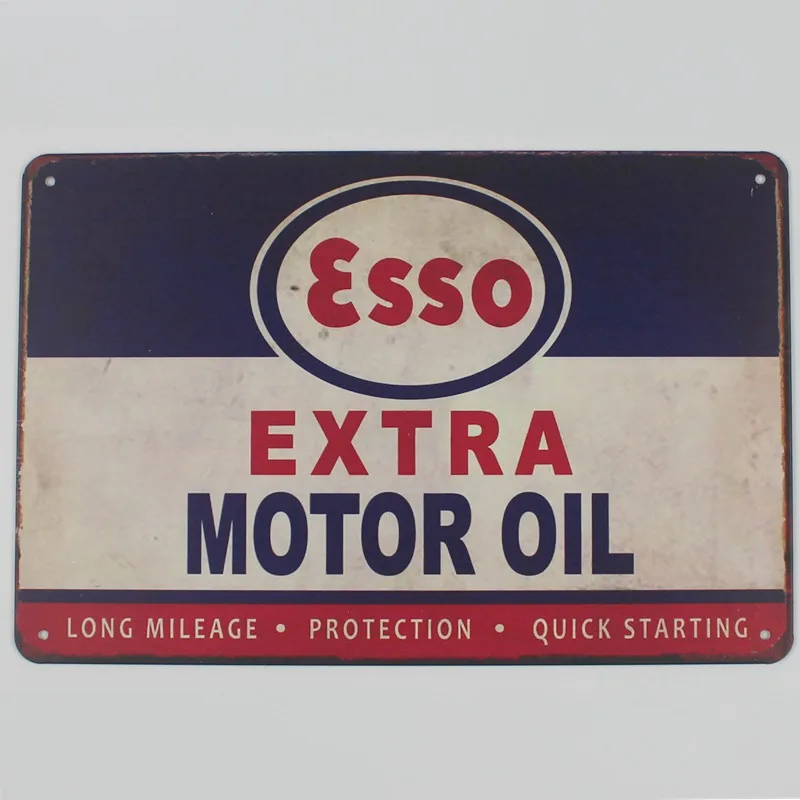 Esso
EXTRA
MOTOR OIL
LONG MILEAGE • PROTECTION • QUICK STARTING